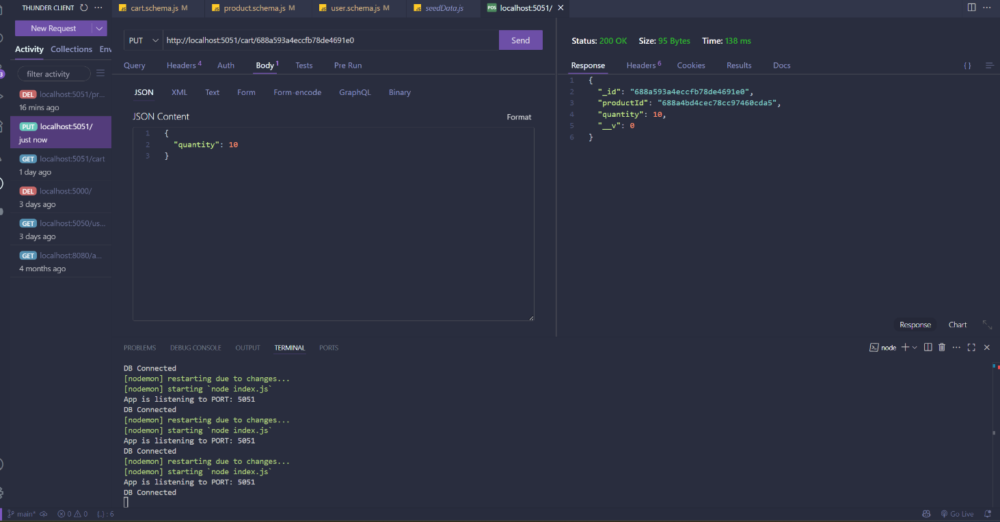 THUNDER CLIENT
cart.schema.js M
product.schema.js M
user.schema.js M
seedData.js
POS localhost:5051/
New Request
Activity Collections Env
filter activity
DEL localhost:5051/pr...
16 mins ago
PUT localhost:5051/
just now
GET localhost:5051/cart
1 day ago
DEL localhost:5000/
3 days ago
GET localhost:5050/us...
3 days ago
GET localhost:8080/a...
4 months ago
PUT http://localhost:5051/cart/688a593a4eccfb78de4691e0 Send
Query Headers 4 Auth Body 1 Tests Pre Run
JSON XML Text Form Form-encode GraphQL Binary
JSON Content Format
1 {
2 "quantity": 10
3 }
Status: 200 OK Size: 95 Bytes Time: 138 ms
Response Headers 6 Cookies Results Docs { }
1 {
2 "_id": "688a593a4eccfb78de4691e0",
3 "productId": "688a4bd4cec78cc97460cda5",
4 "quantity": 10,
5 "__v": 0
6 }
Response Chart
PROBLEMS DEBUG CONSOLE OUTPUT TERMINAL PORTS
node
DB Connected
[nodemon] restarting due to changes...
[nodemon] starting `node index.js`
App is listening to PORT: 5051
DB Connected
[nodemon] restarting due to changes...
[nodemon] starting `node index.js`
App is listening to PORT: 5051
DB Connected
[nodemon] restarting due to changes...
[nodemon] starting `node index.js`
App is listening to PORT: 5051
DB Connected
main* 0 0 {..} : 6 Go Live